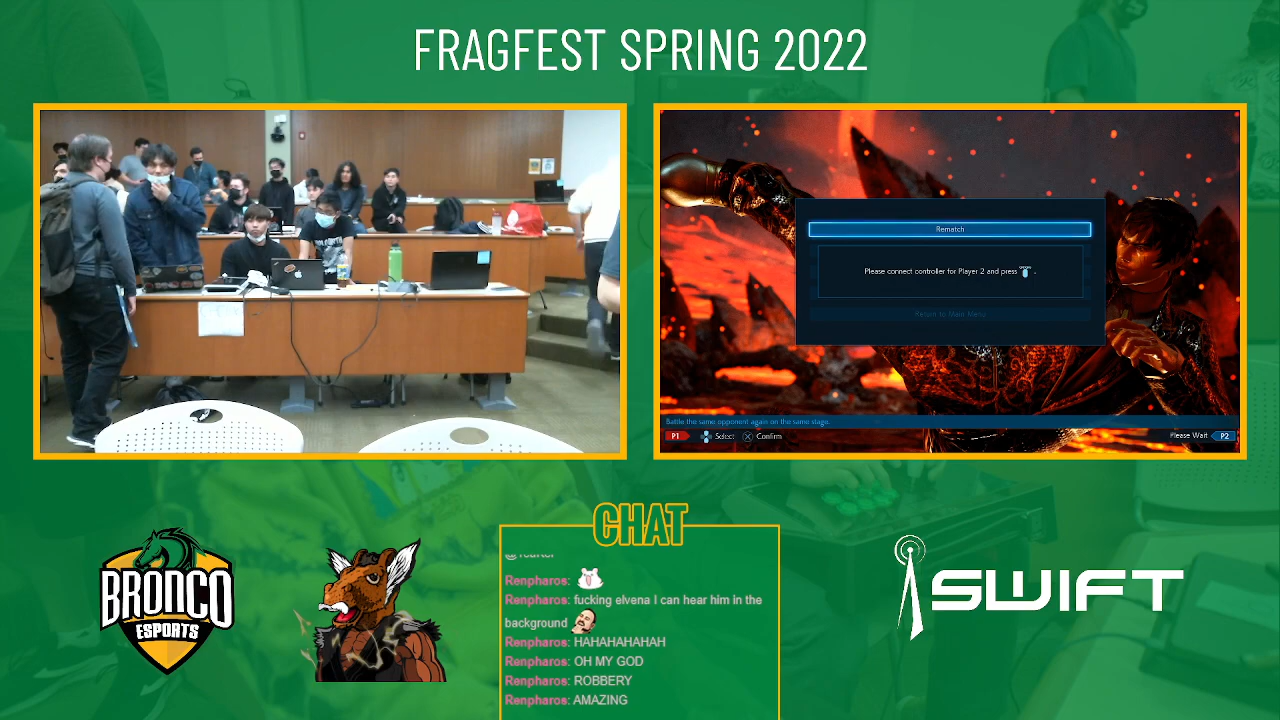 FRAGFEST SPRING 2022
Rematch
Please connect controller for Player 2 and press
Return to Main Menu
Battle the same opponent again on the same stage.
P1 Select Confirm
Please Wait P2
CHAT
Renpharos:
Renpharos: fucking elvena I can hear him in the
background
Renpharos: HAHAHAHAHAH
Renpharos: OH MY GOD
Renpharos: ROBBERY
Renpharos: AMAZING
BRONCO
ESPORTS
SWIFT